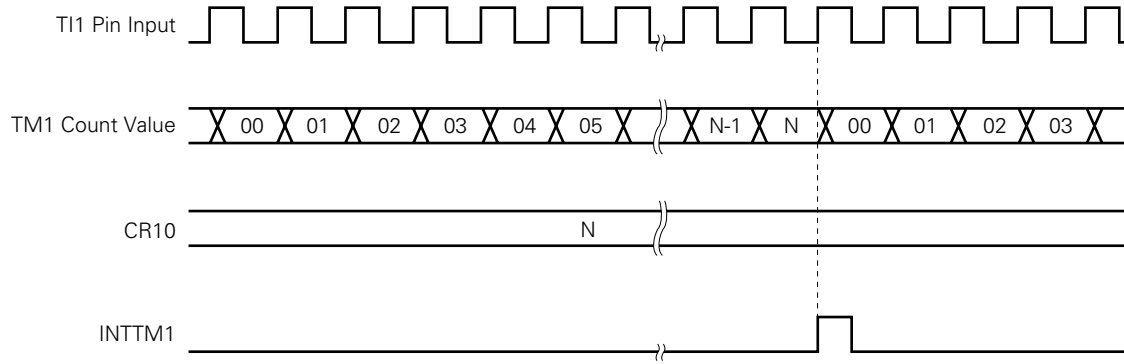 TI1 Pin Input
TM1 Count Value 00 01 02 03 04 05 N-1 N 00 01 02 03
CR10 N
INTTM1